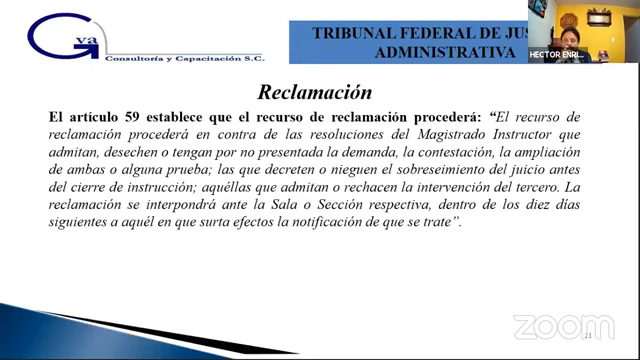 G va
Consultoría y Capacitación S.C.
TRIBUNAL FEDERAL DE JUS
ADMINISTRATIVA
HECTOR ENRI...
Reclamación
El artículo 59 establece que el recurso de reclamación procederá: “El recurso de
reclamación procederá en contra de las resoluciones del Magistrado Instructor que
admitan, desechen o tengan por no presentada la demanda, la contestación, la ampliación
de ambas o alguna prueba; las que decreten o nieguen el sobreseimiento del juicio antes
del cierre de instrucción; aquéllas que admitan o rechacen la intervención del tercero. La
reclamación se interpondrá ante la Sala o Sección respectiva, dentro de los diez días
siguientes a aquél en que surta efectos la notificación de que se trate”.
zoom